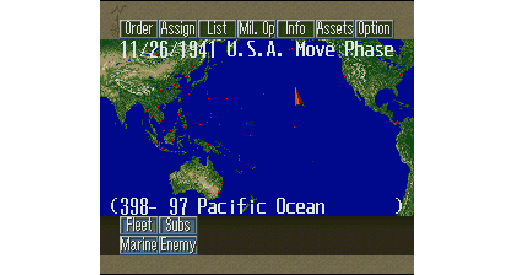 Order Assign List Mil. Op Info Assets Option
11/26/1941 U.S.A. Move Phase
(398- 97 Pacific Ocean )
Fleet Subs
Marine Enemy